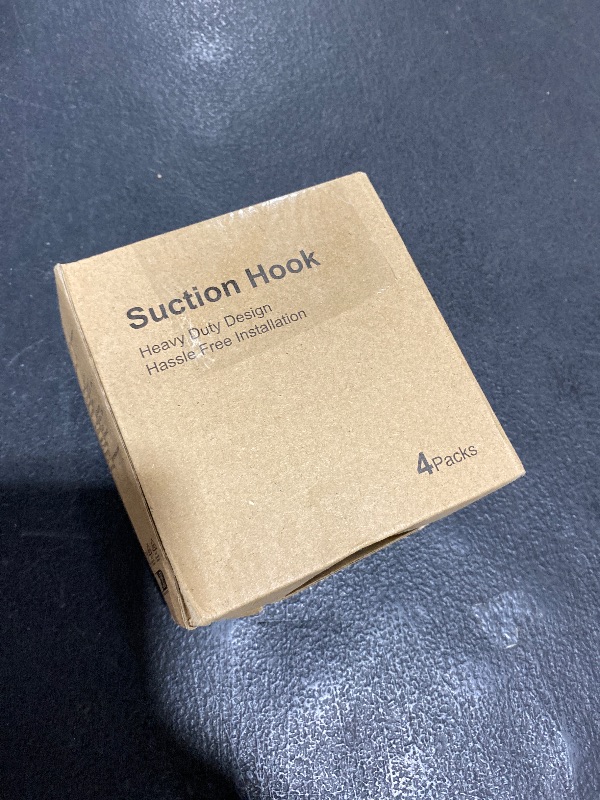 Suction Hook
Heavy Duty Design
Hassle Free Installation
4Packs